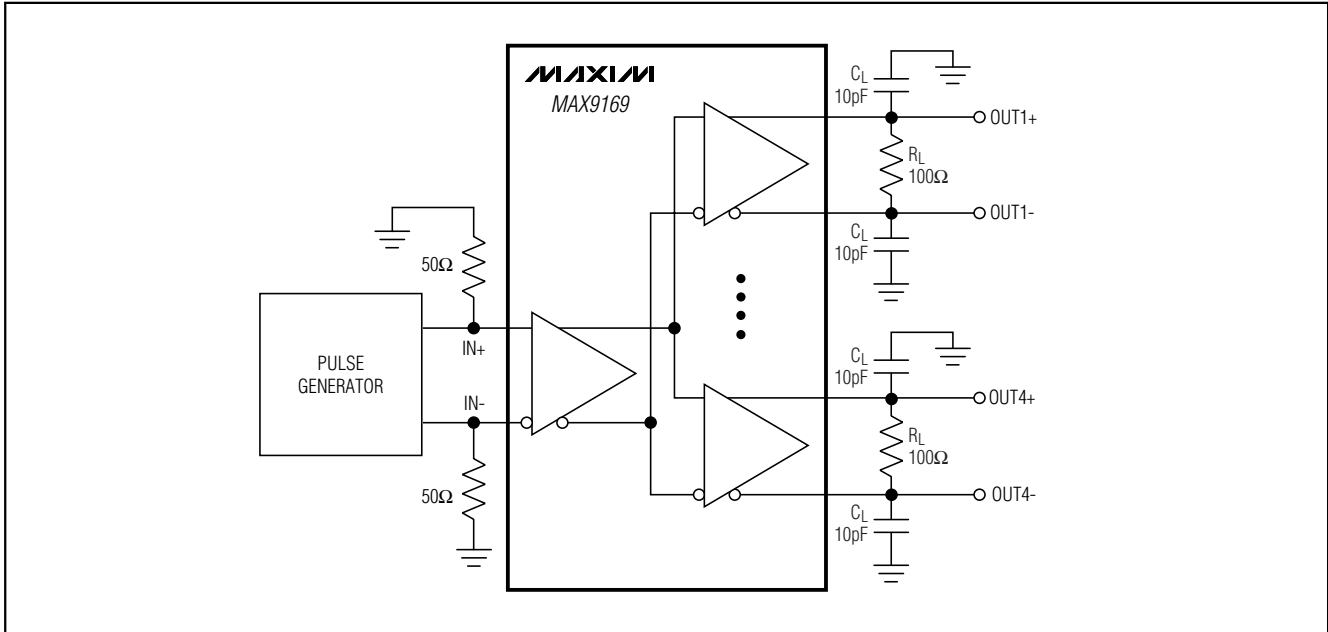 MAXIM
MAX9169
PULSE
GENERATOR
50Ω
IN+
IN-
50Ω
CL
10pF
OUT1+
RL
100Ω
OUT1-
CL
10pF
CL
10pF
OUT4+
RL
100Ω
OUT4-
CL
10pF